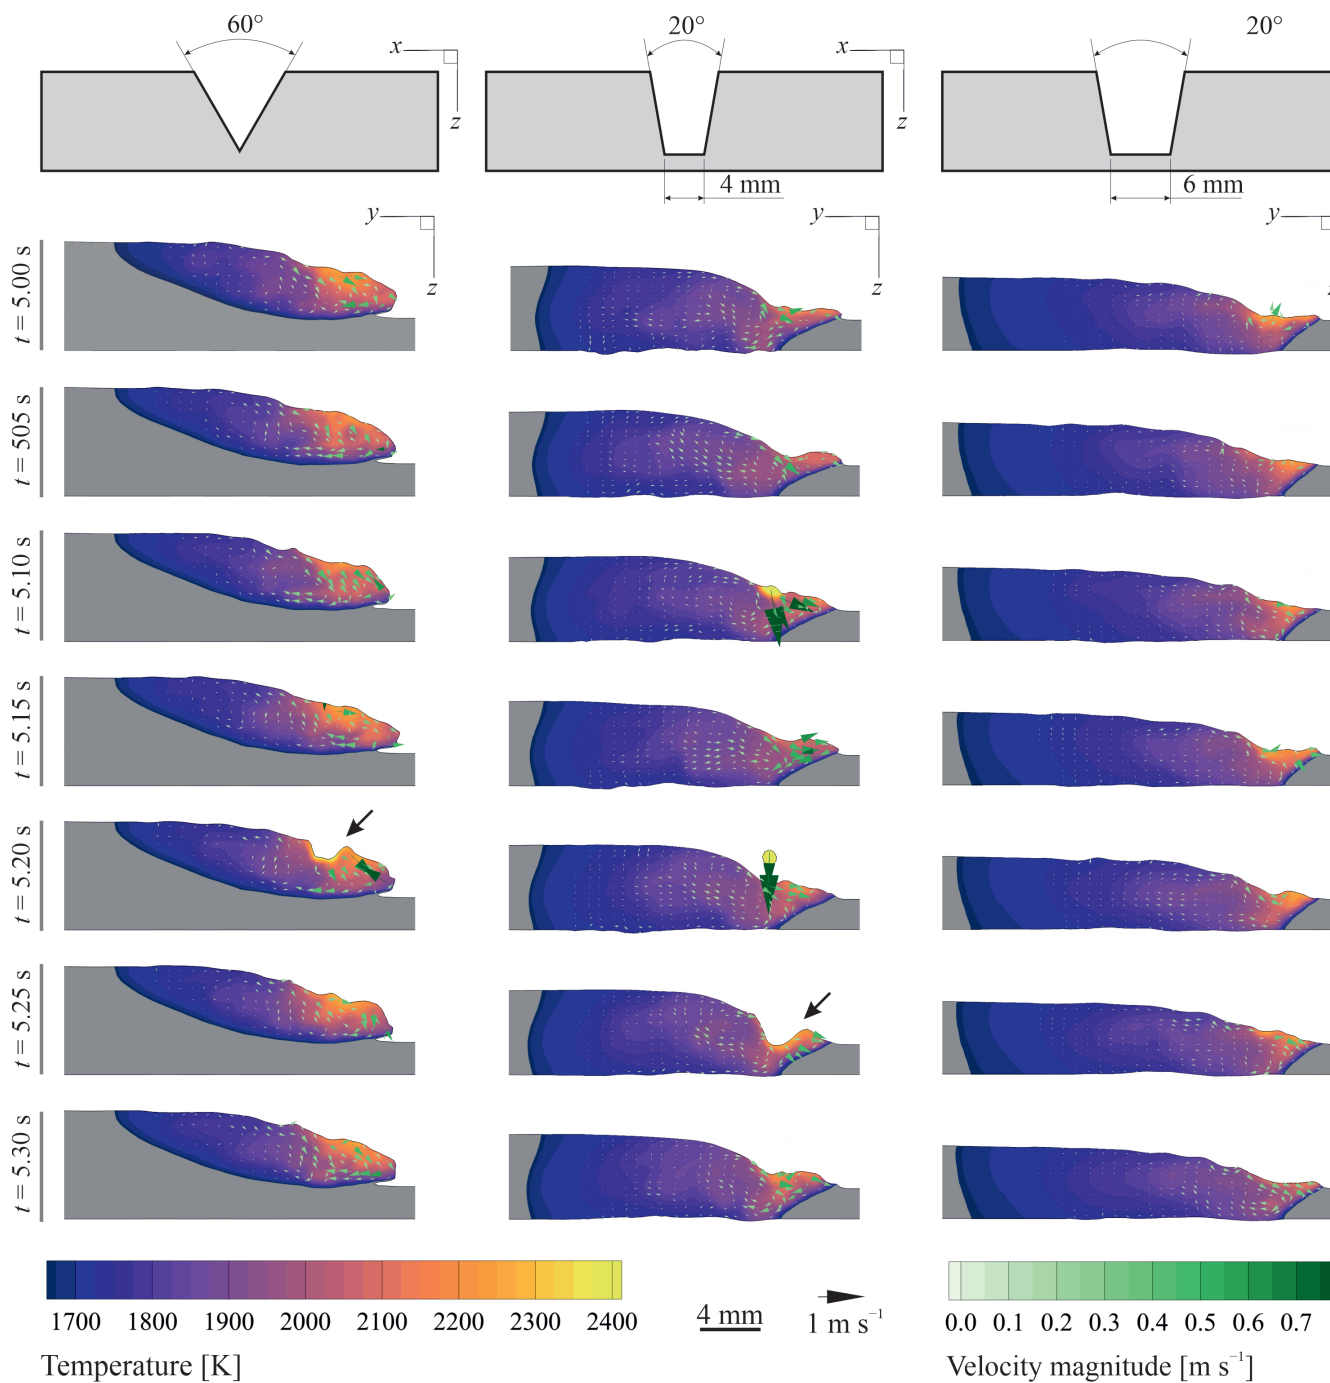 60°
20°
20°
x
x
z
z
4 mm
6 mm
y
y
y
z
z
t = 5.00 s
t = 505 s
t = 5.10 s
t = 5.15 s
t = 5.20 s
t = 5.25 s
t = 5.30 s
1700 1800 1900 2000 2100 2200 2300 2400
Temperature [K]
4 mm
1 m s⁻¹
0.0 0.1 0.2 0.3 0.4 0.5 0.6 0.7
Velocity magnitude [m s⁻¹]